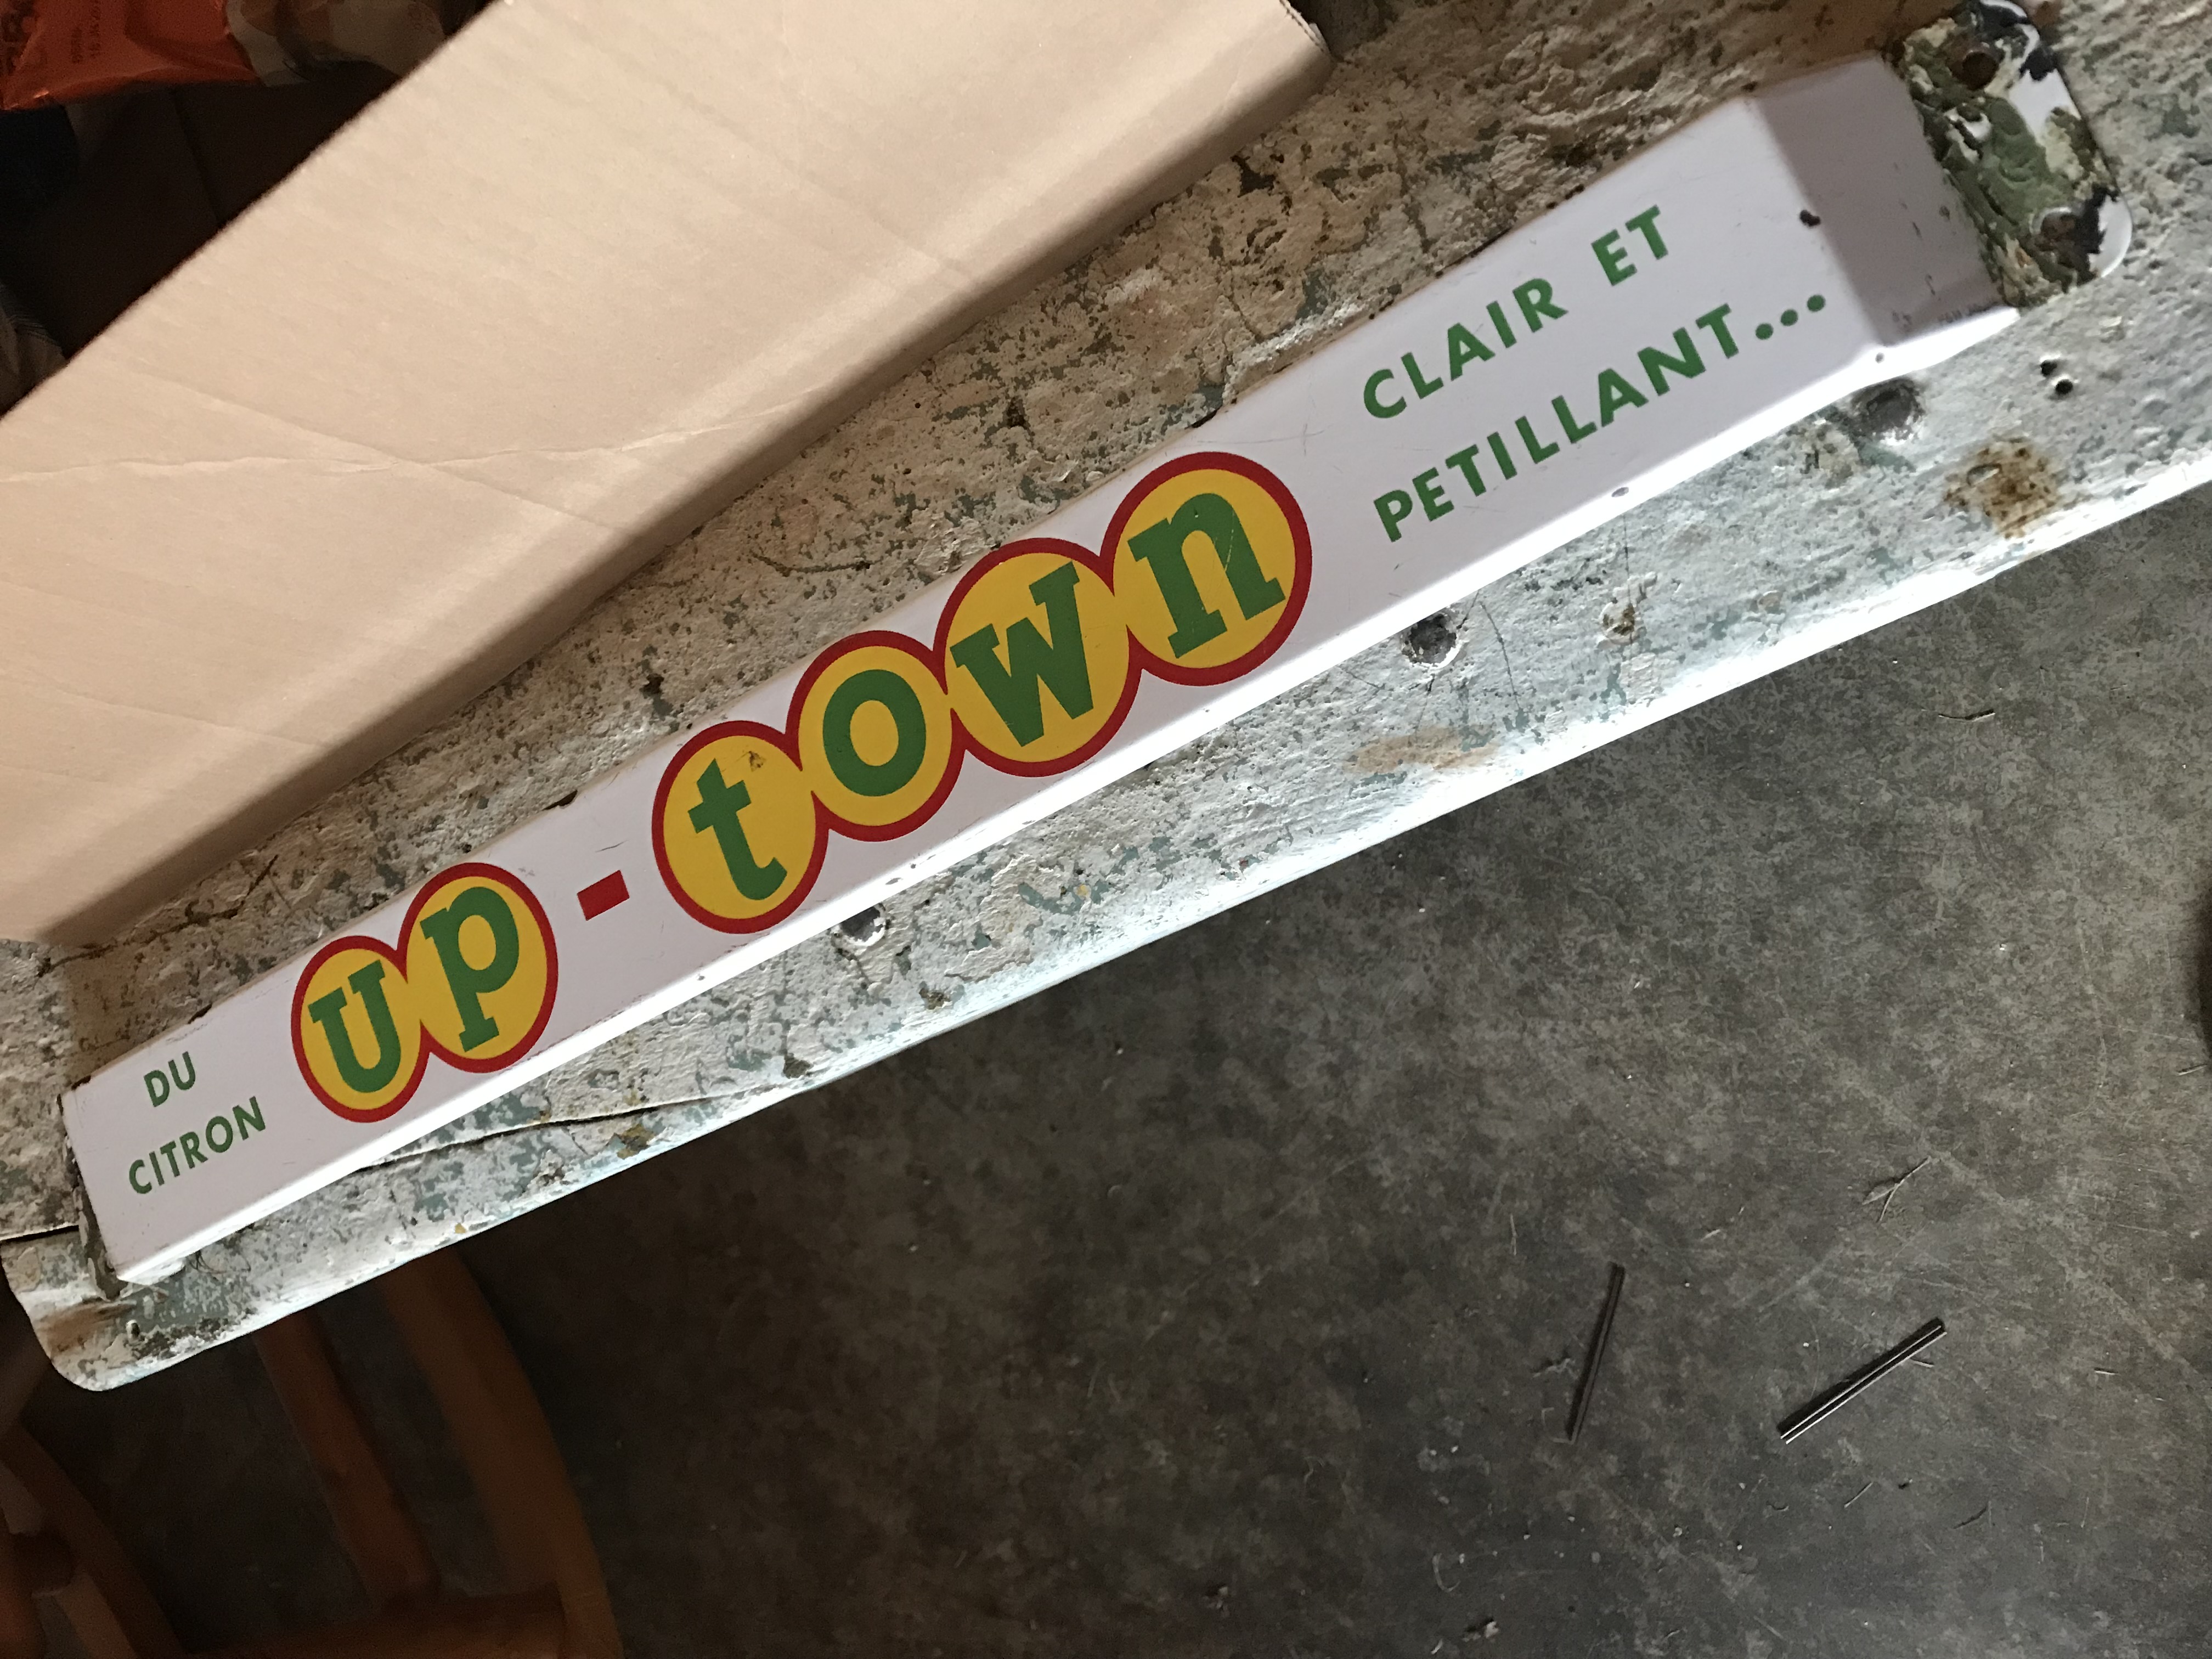 DU
CITRON
up-town
CLAIR ET
PETILLANT...